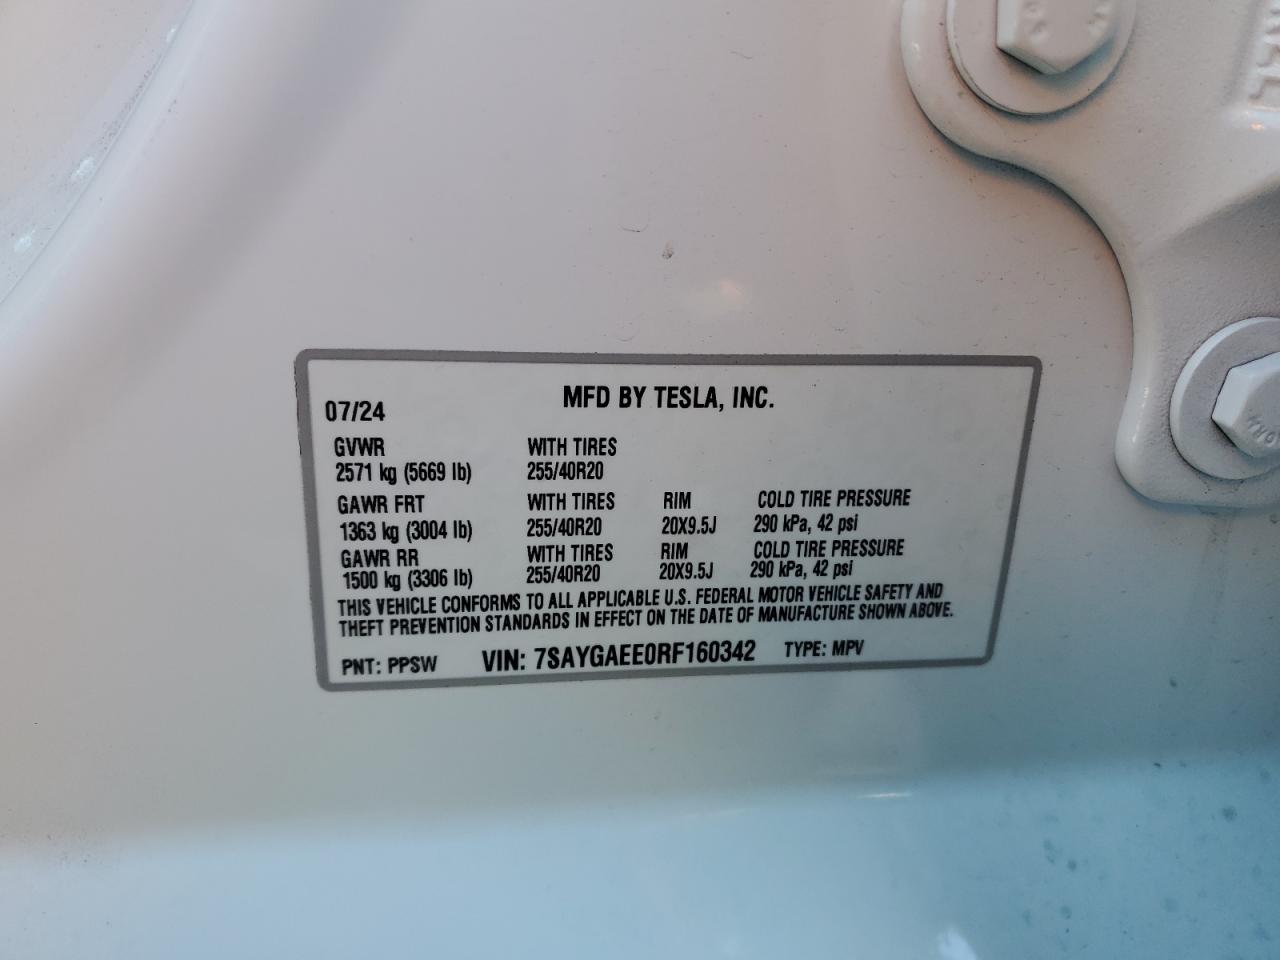 MFD BY TESLA, INC.
07/24
GVWR WITH TIRES
2571 kg (5669 lb) 255/40R20
GAWR FRT WITH TIRES RIM COLD TIRE PRESSURE
1363 kg (3004 lb) 255/40R20 20X9.5J 290 kPa, 42 psi
GAWR RR WITH TIRES RIM COLD TIRE PRESSURE
1500 kg (3306 lb) 255/40R20 20X9.5J 290 kPa, 42 psi
THIS VEHICLE CONFORMS TO ALL APPLICABLE U.S. FEDERAL MOTOR VEHICLE SAFETY AND
THEFT PREVENTION STANDARDS IN EFFECT ON THE DATE OF MANUFACTURE SHOWN ABOVE.
PNT: PPSW VIN: 7SAYGAEE0RF160342 TYPE: MPV